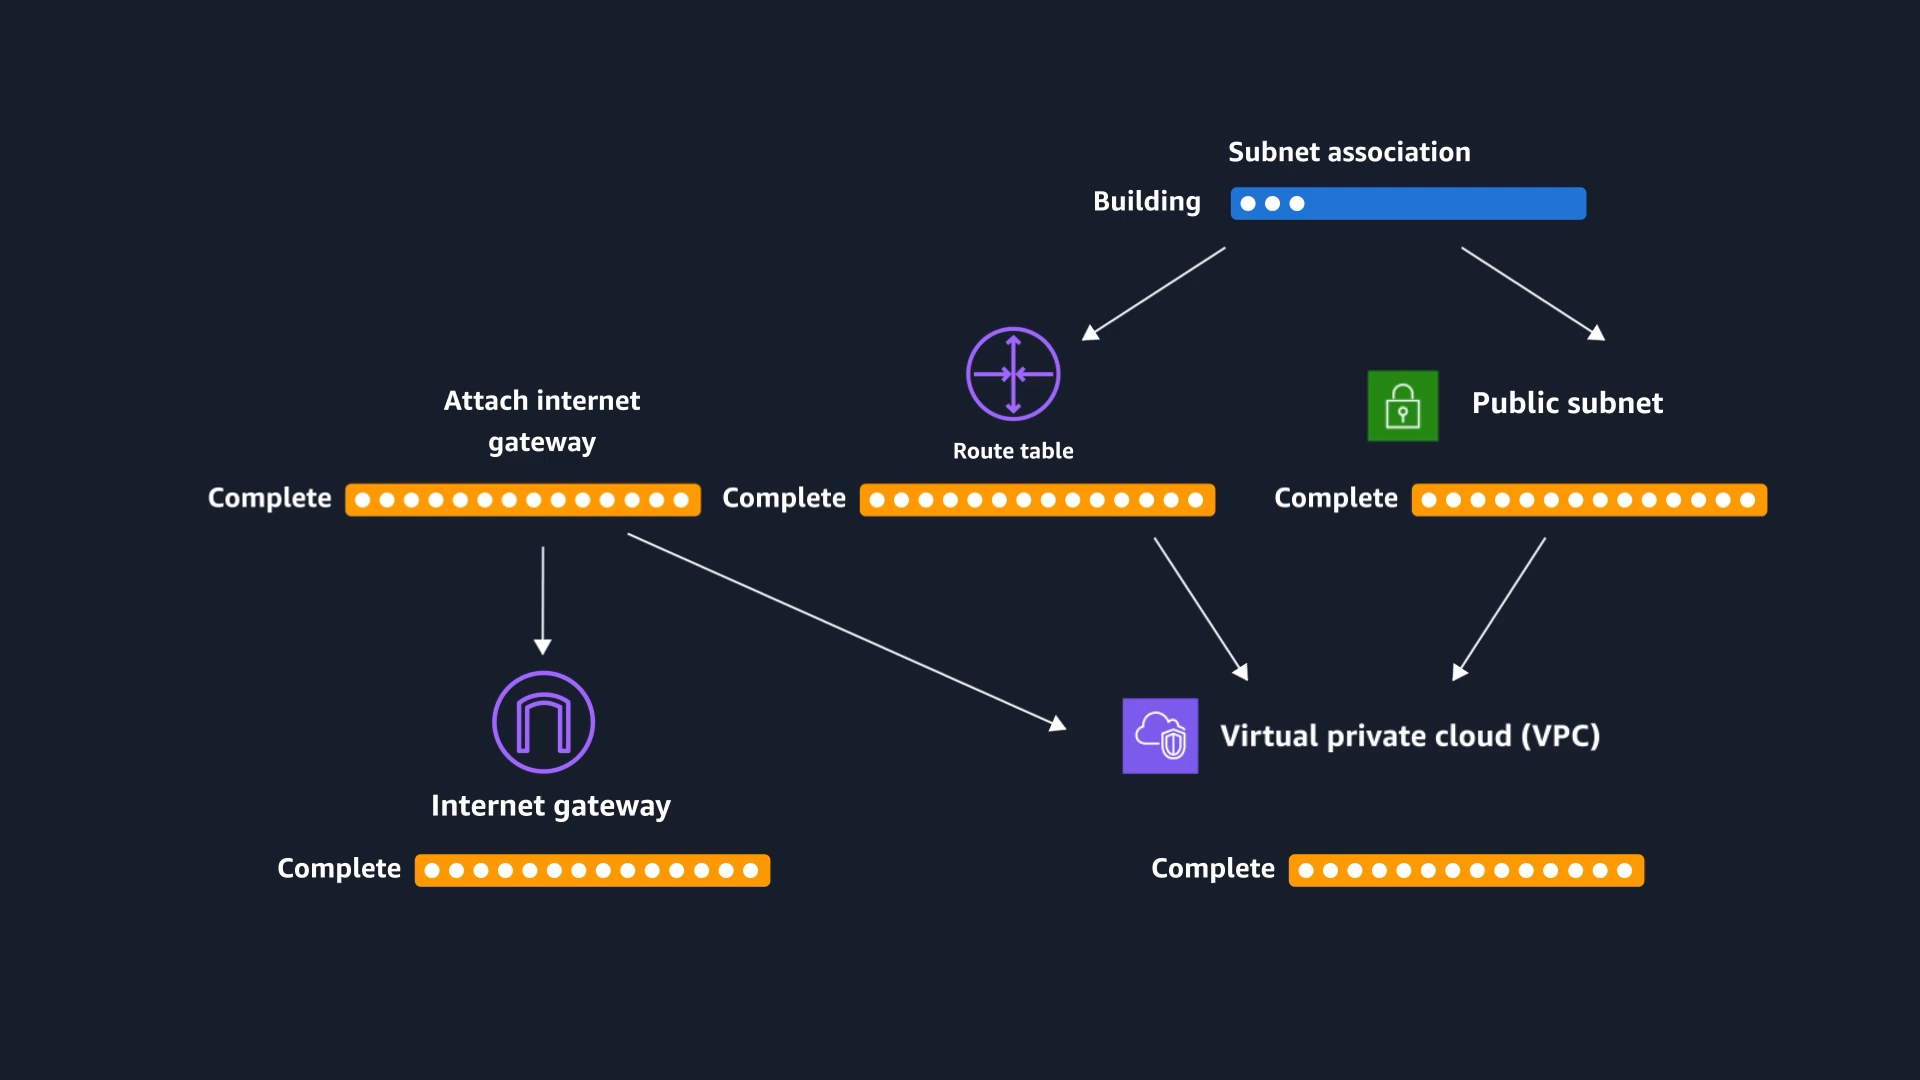 Subnet association
Building
Attach internet
gateway
Route table
Public subnet
Complete
Complete
Complete
Internet gateway
Virtual private cloud (VPC)
Complete
Complete